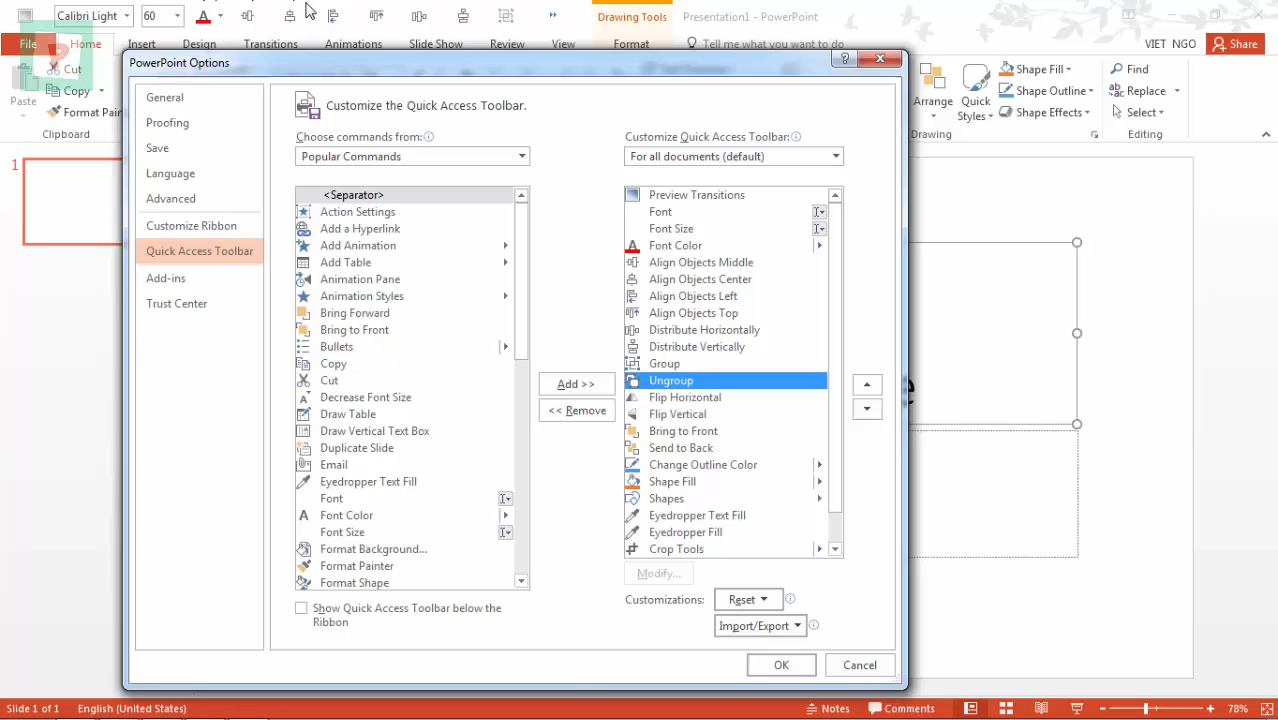 Calibri Light
60
Drawing Tools
Presentation1 - PowerPoint
File
Home
Insert
Design
Transitions
Animations
Slide Show
Review
View
Format
Tell me what you want to do
VIET NGO
Share
Paste
Cut
Copy
Format Pain
Clipboard
Arrange
Quick
Styles
Shape Fill
Shape Outline
Shape Effects
Drawing
Find
Replace
Select
Editing
PowerPoint Options
General
Proofing
Save
Language
Advanced
Customize Ribbon
Quick Access Toolbar
Add-ins
Trust Center
Customize the Quick Access Toolbar.
Choose commands from:
Popular Commands
<Separator>
Action Settings
Add a Hyperlink
Add Animation
Add Table
Animation Pane
Animation Styles
Bring Forward
Bring to Front
Bullets
Copy
Cut
Decrease Font Size
Draw Table
Draw Vertical Text Box
Duplicate Slide
Email
Eyedropper Text Fill
Font
Font Color
Font Size
Format Background...
Format Painter
Format Shape
Show Quick Access Toolbar below the
Ribbon
Add >>
<< Remove
Customize Quick Access Toolbar:
For all documents (default)
Preview Transitions
Font
Font Size
Font Color
Align Objects Middle
Align Objects Center
Align Objects Left
Align Objects Top
Distribute Horizontally
Distribute Vertically
Group
Ungroup
Flip Horizontal
Flip Vertical
Bring to Front
Send to Back
Change Outline Color
Shape Fill
Shapes
Eyedropper Text Fill
Eyedropper Fill
Crop Tools
Modify...
Customizations:
Reset
Import/Export
OK
Cancel
1
e
Slide 1 of 1
English (United States)
Notes
Comments
78%